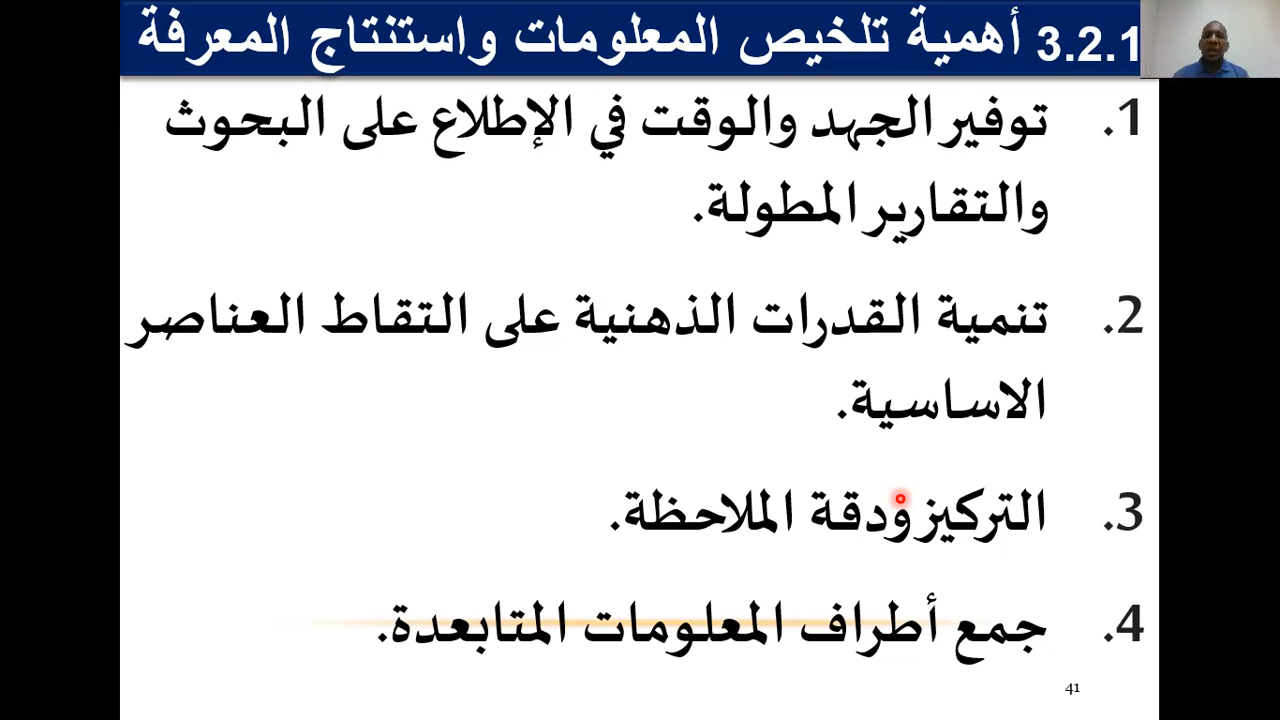 3.2.1 أهمية تلخيص المعلومات واستنتاج المعرفة
1. توفير الجهد والوقت في الإطلاع على البحوث
والتقارير المطولة.
2. تنمية القدرات الذهنية على التقاط العناصر
الاساسية.
3. التركيز ودقة الملاحظة.
4. جمع أطراف المعلومات المتابعدة.
41